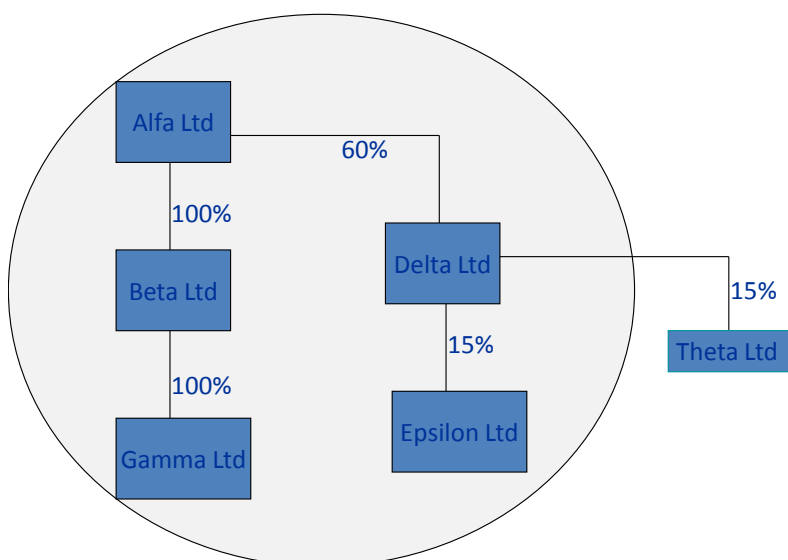 Alfa Ltd
60%
100%
Beta Ltd
Delta Ltd
15%
Theta Ltd
15%
100%
Gamma Ltd
Epsilon Ltd